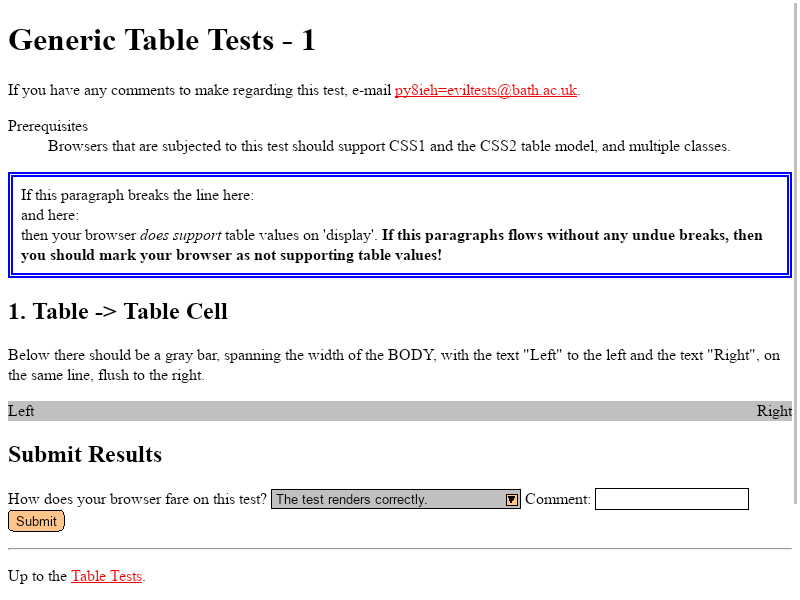 Generic Table Tests - 1
If you have any comments to make regarding this test, e-mail py8ieh=eviltests@bath.ac.uk.
Prerequisites
Browsers that are subjected to this test should support CSS1 and the CSS2 table model, and multiple classes.
If this paragraph breaks the line here:
and here:
then your browser does support table values on 'display'. If this paragraphs flows without any undue breaks, then
you should mark your browser as not supporting table values!
1. Table -> Table Cell
Below there should be a gray bar, spanning the width of the BODY, with the text "Left" to the left and the text "Right", on
the same line, flush to the right.
Left Right
Submit Results
How does your browser fare on this test? The test renders correctly. Comment:
Submit
Up to the Table Tests.